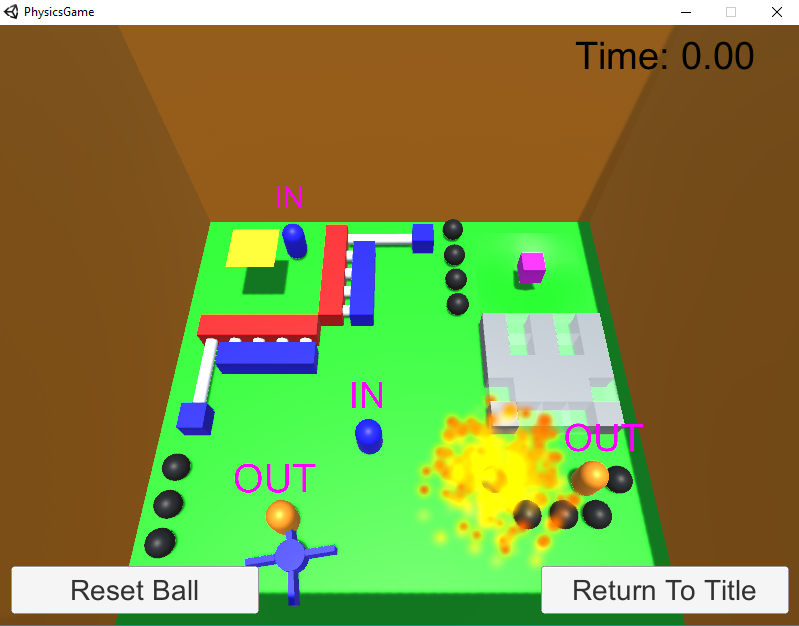 PhysicsGame
Time: 0.00
IN
IN
OUT
OUT
Reset Ball
Return To Title